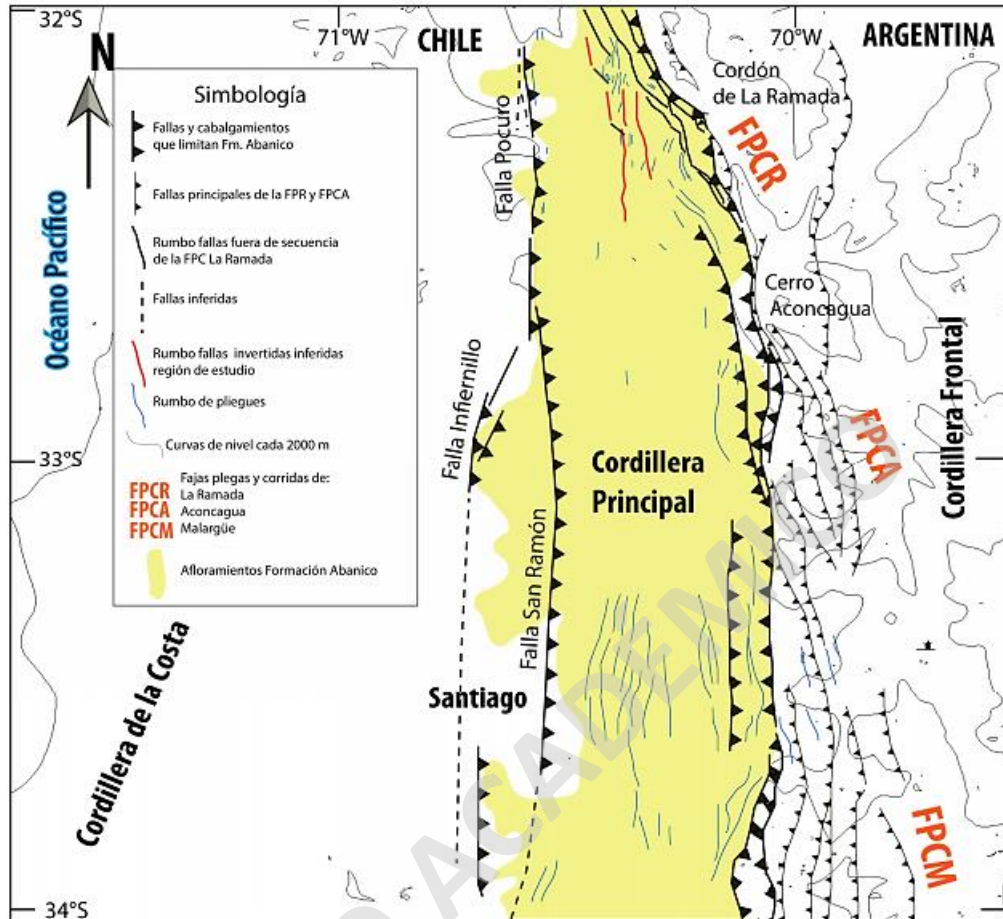 32°S
71°W
CHILE
70°W
ARGENTINA
N
Simbología
Fallas y cabalgamientos
que limitan Fm. Abanico
Fallas principales de la FPR y FPCA
Rumbo fallas fuera de secuencia
de la FPC La Ramada
Fallas inferidas
Rumbo fallas invertidas inferidas
región de estudio
Rumbo de pliegues
Curvas de nivel cada 2000 m
Fajas plegas y corridas de:
FPCR La Ramada
FPCA Aconcagua
FPCM Malargüe
Afloramientos Formación Abanico
Océano Pacífico
Falla Pocuro
Cordón
de La Ramada
FPCR
Cerro
Aconcagua
Falla Infiernillo
33°S
Cordillera
Principal
FPCA
Cordillera Frontal
Falla San Ramón
Santiago
Cordillera de la Costa
FPCM
34°S
O ACADEMICO